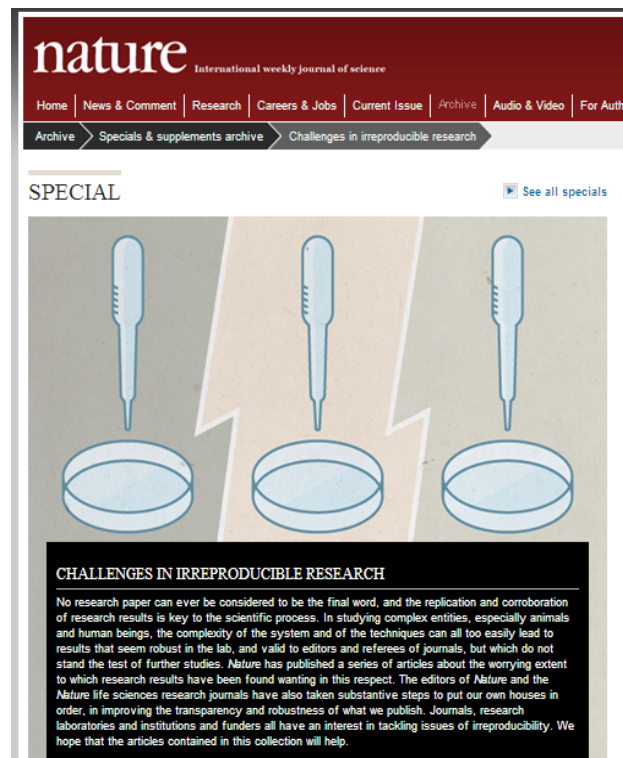 nature International weekly journal of science
Home News & Comment Research Careers & Jobs Current Issue Archive Audio & Video For Auth
Archive Specials & supplements archive Challenges in irreproducible research
SPECIAL
See all specials
CHALLENGES IN IRREPRODUCIBLE RESEARCH
No research paper can ever be considered to be the final word, and the replication and corroboration
of research results is key to the scientific process. In studying complex entities, especially animals
and human beings, the complexity of the system and of the techniques can all too easily lead to
results that seem robust in the lab, and valid to editors and referees of journals, but which do not
stand the test of further studies. Nature has published a series of articles about the worrying extent
to which research results have been found wanting in this respect. The editors of Nature and the
Nature life sciences research journals have also taken substantive steps to put our own houses in
order, in improving the transparency and robustness of what we publish. Journals, research
laboratories and institutions and funders all have an interest in tackling issues of irreproducibility. We
hope that the articles contained in this collection will help.